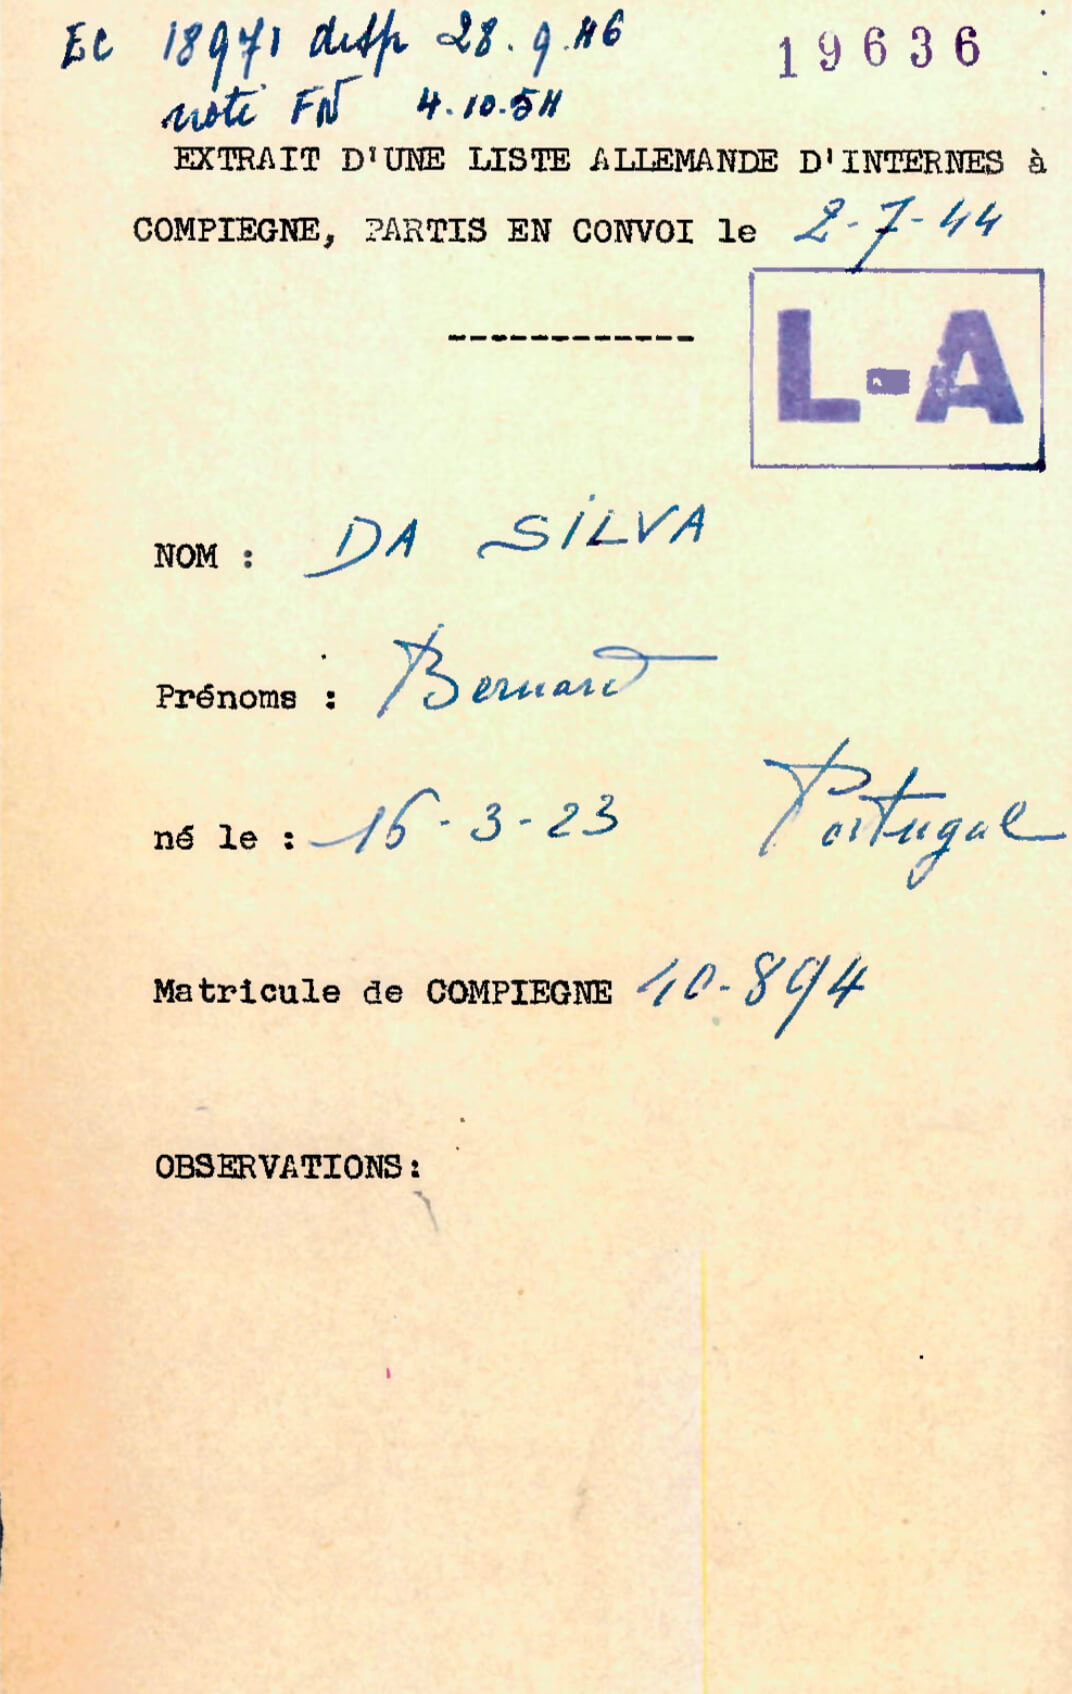 EC 18971 disp 28.9.46
19636
noté FN 4.10.54
EXTRAIT D'UNE LISTE ALLEMANDE D'INTERNES à
COMPIEGNE, PARTIS EN CONVOI le 2-7-44
------------
L-A
NOM : DA SILVA
Prénoms : Bernard
né le : 16-3-23 Portugal
Matricule de COMPIEGNE 10-894
OBSERVATIONS: